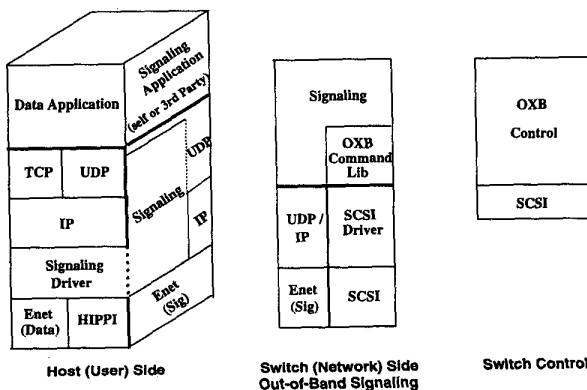 Data Application
Signaling
Application
(self or 3rd Party)
TCP
UDP
IP
Signaling
Driver
Enet
(Data)
HIPPI
Signaling
UDP
IP
Enet (Sig)
Host (User) Side
Signaling
OXB
Command
Lib
UDP /
IP
SCSI
Driver
Enet
(Sig)
SCSI
Switch (Network) Side
Out-of-Band Signaling
OXB
Control
SCSI
Switch Control